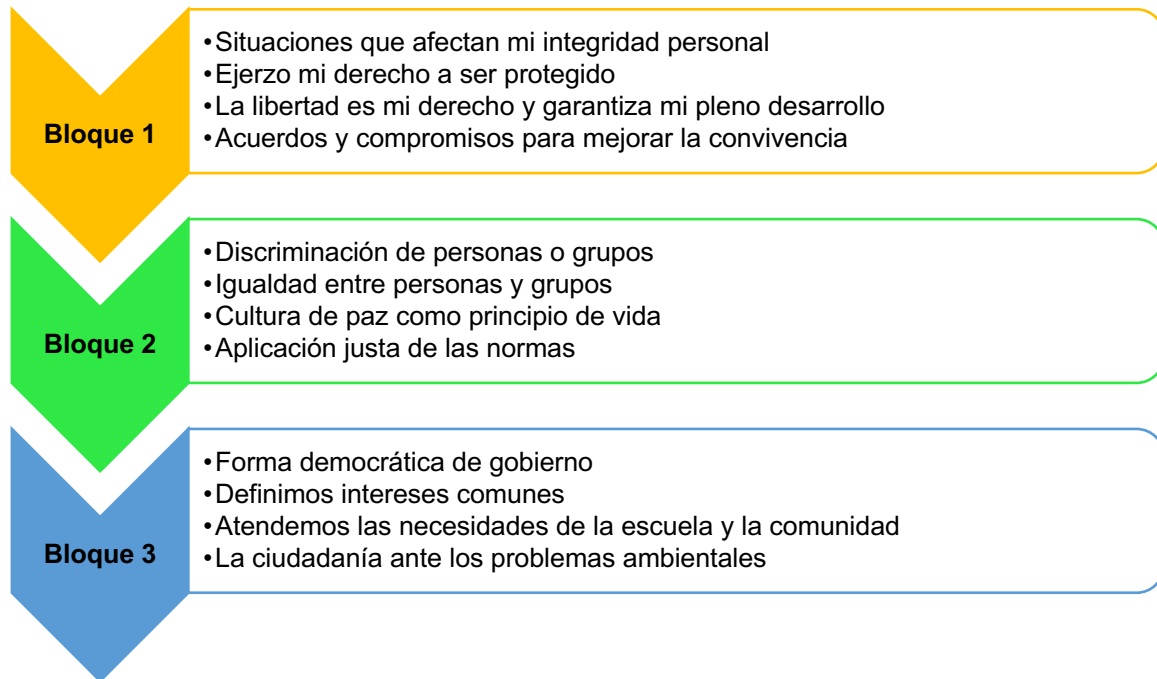 Bloque 1
•Situaciones que afectan mi integridad personal
•Ejerzo mi derecho a ser protegido
•La libertad es mi derecho y garantiza mi pleno desarrollo
•Acuerdos y compromisos para mejorar la convivencia
Bloque 2
•Discriminación de personas o grupos
•Igualdad entre personas y grupos
•Cultura de paz como principio de vida
•Aplicación justa de las normas
Bloque 3
•Forma democrática de gobierno
•Definimos intereses comunes
•Atendemos las necesidades de la escuela y la comunidad
•La ciudadanía ante los problemas ambientales